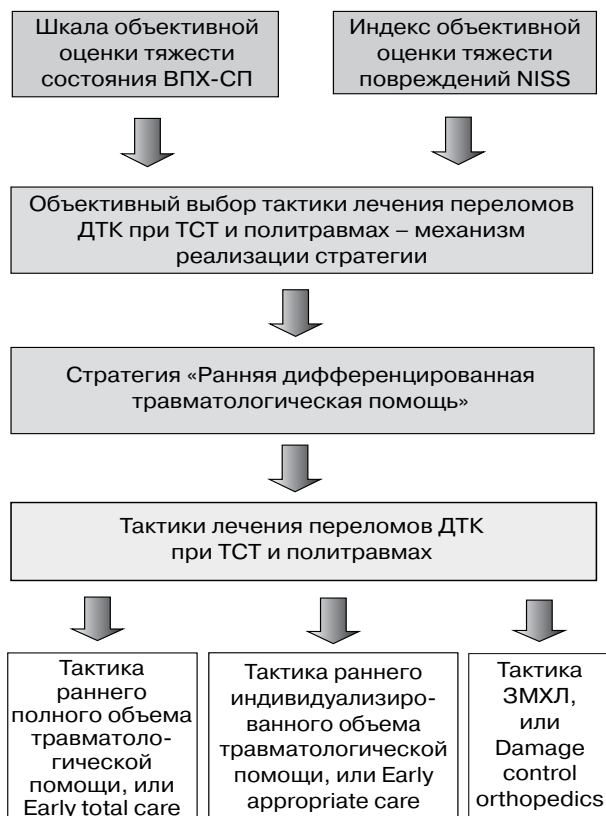 Шкала объективной
оценки тяжести
состояния ВПХ-СП
Индекс объективной
оценки тяжести
повреждений NISS
Объективный выбор тактики лечения переломов
ДТК при ТСТ и политравмах – механизм
реализации стратегии
Стратегия «Ранняя дифференцированная
травматологическая помощь»
Тактики лечения переломов ДТК
при ТСТ и политравмах
Тактика
раннего
полного объема
травматоло-
гической
помощи, или
Early total care
Тактика раннего
индивидуализиро-
ванного объема
травматологической
помощи, или Early
appropriate care
Тактика
ЗМХЛ,
или
Damage
control
orthopedics